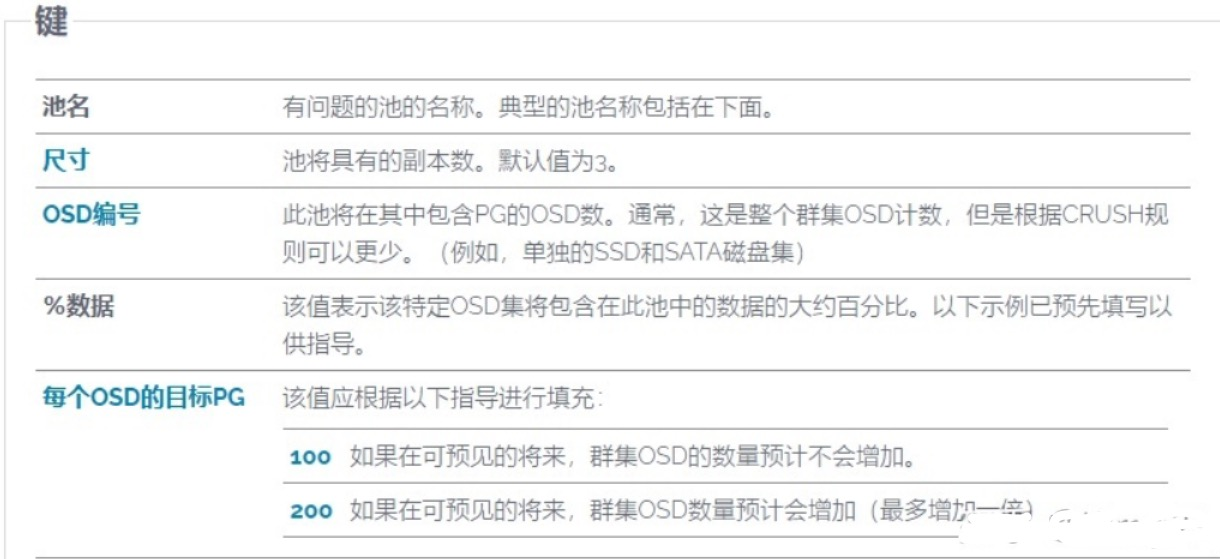 键
池名 有问题的池的名称。典型的池名称包括在下面。
尺寸 池将具有的副本数。默认值为3。
OSD编号 此池将在其中包含PG的OSD数。通常，这是整个群集OSD计数，但是根据CRUSH规
则可以更少。（例如，单独的SSD和SATA磁盘集）
%数据 该值表示该特定OSD集将包含在此池中的数据的大约百分比。以下示例已预先填写以
供指导。
每个OSD的目标PG 该值应根据以下指导进行填充：
100 如果在可预见的将来，群集OSD的数量预计不会增加。
200 如果在可预见的将来，群集OSD数量预计会增加（最多增加一倍）